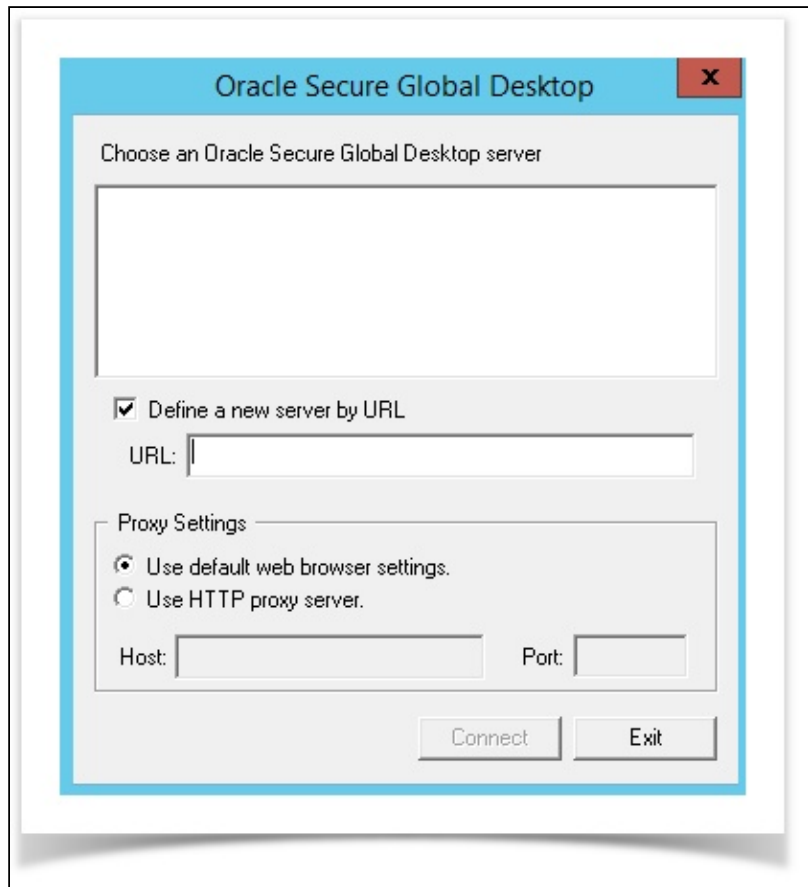 Oracle Secure Global Desktop
x
Choose an Oracle Secure Global Desktop server
Define a new server by URL
URL:
Proxy Settings
Use default web browser settings.
Use HTTP proxy server.
Host: Port:
Connect Exit